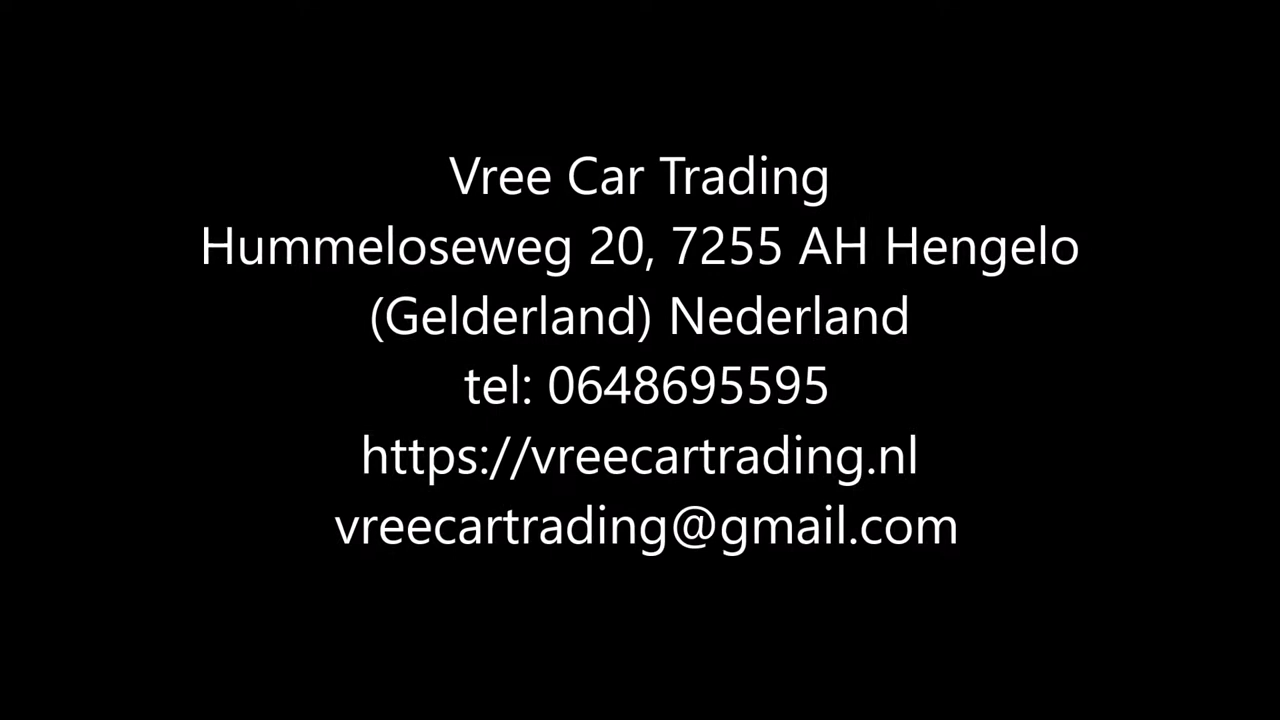 Vree Car Trading
Hummeloseweg 20, 7255 AH Hengelo
(Gelderland) Nederland
tel: 0648695595
https://vreecartrading.nl
vreecartrading@gmail.com